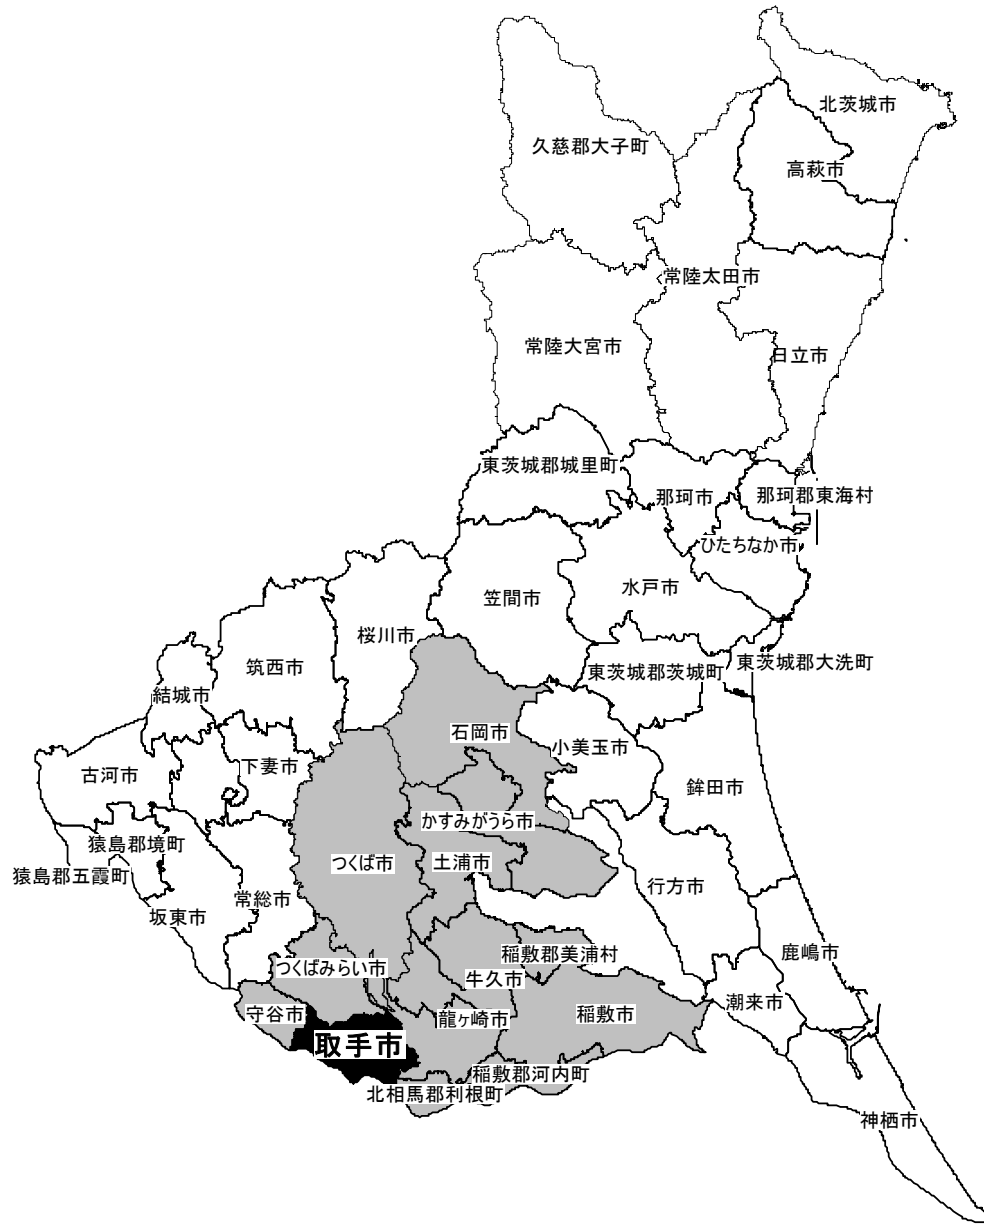 北茨城市
久慈郡大子町
高萩市
常陸太田市
常陸大宮市
日立市
東茨城郡城里町
那珂市
那珂郡東海村
ひたちなか市
水戸市
笠間市
桜川市
筑西市
東茨城郡茨城町
東茨城郡大洗町
結城市
石岡市
小美玉市
下妻市
古河市
鉾田市
かすみがうら市
猿島郡境町
つくば市
土浦市
猿島郡五霞町
行方市
常総市
坂東市
稲敷郡美浦村
鹿嶋市
つくばみらい市
牛久市
潮来市
守谷市
龍ヶ崎市
稲敷市
取手市
稲敷郡河内町
北相馬郡利根町
神栖市